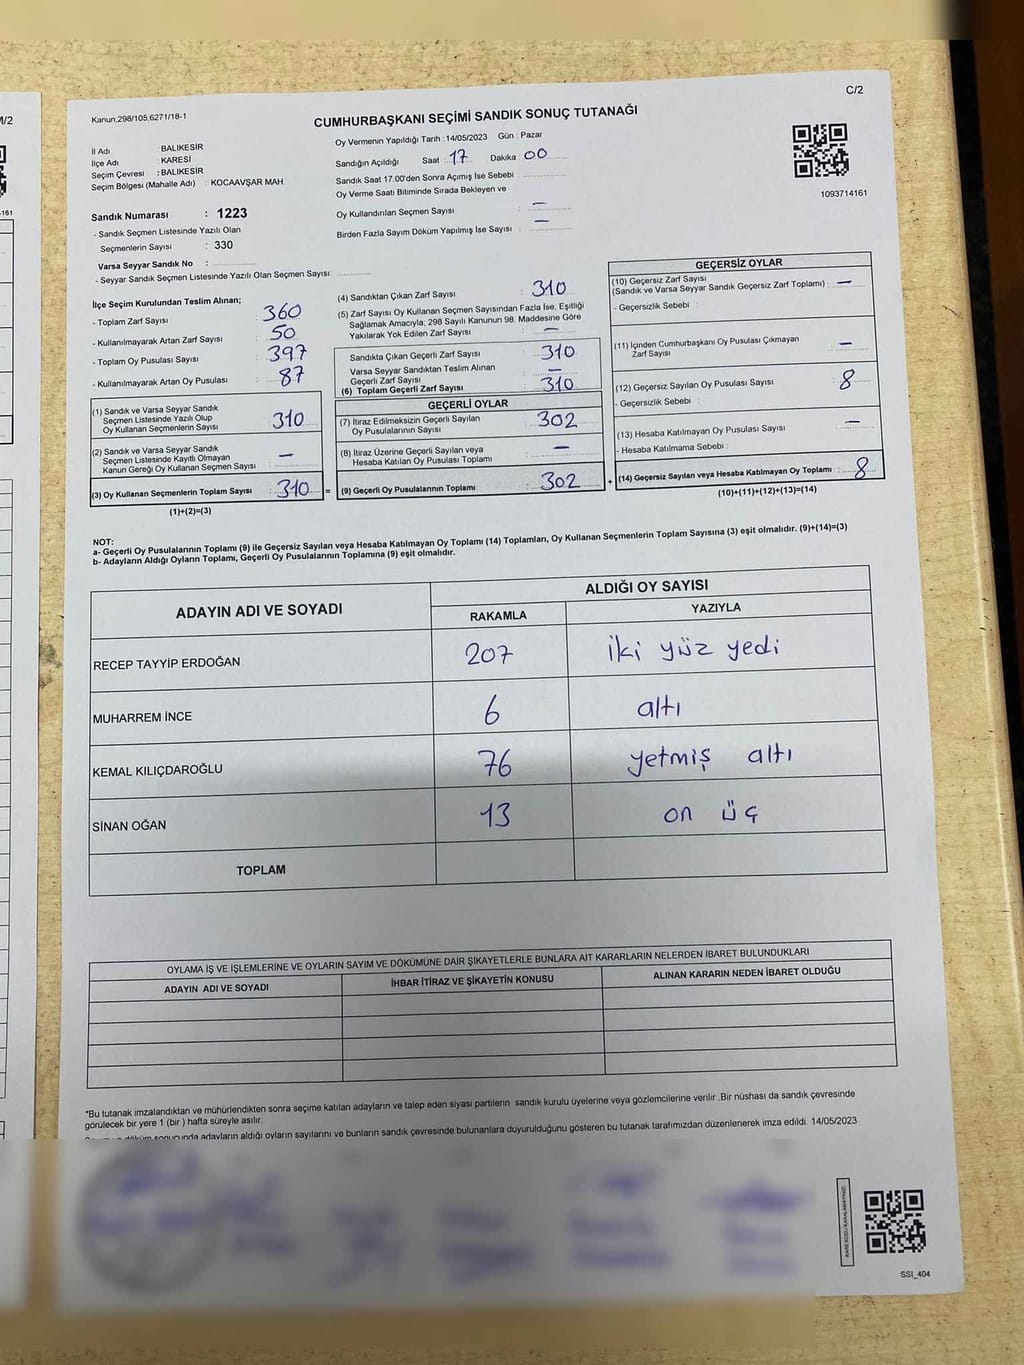 C/2
M/2
Kanun,298/105,6271/18-1
CUMHURBAŞKANI SEÇİMİ SANDIK SONUÇ TUTANAĞI
Oy Vermenin Yapıldığı Tarih : 14/05/2023 Gün : Pazar
İl Adı : BALIKESİR
İlçe Adı : KARESİ
Seçim Çevresi : BALIKESİR
Seçim Bölgesi (Mahalle Adı) : KOCAAVŞAR MAH.
Sandığın Açıldığı Saat : 17 Dakika : 00
Sandık Saat 17.00'den Sonra Açımış İse Sebebi :
Oy Verme Saati Bitiminde Sırada Bekleyen ve
Oy Kullandırılan Seçmen Sayısı : —
Birden Fazla Sayım Döküm Yapılmış İse Sayısı : —
1093714161
161
Sandık Numarası : 1223
- Sandık Seçmen Listesinde Yazılı Olan
Seçmenlerin Sayısı : 330
Varsa Seyyar Sandık No :
- Seyyar Sandık Seçmen Listesinde Yazılı Olan Seçmen Sayısı:
İlçe Seçim Kurulundan Teslim Alınan;
- Toplam Zarf Sayısı : 360
- Kullanılmayarak Artan Zarf Sayısı : 50
- Toplam Oy Pusulası Sayısı : 397
- Kullanılmayarak Artan Oy Pusulası : 87
(1) Sandık ve Varsa Seyyar Sandık
Seçmen Listesinde Yazılı Olup
Oy Kullanan Seçmenlerin Sayısı : 310
(2) Sandık ve Varsa Seyyar Sandık
Seçmen Listesinde Kayıtlı Olmayan
Kanun Gereği Oy Kullanan Seçmen Sayısı : —
(3) Oy Kullanan Seçmenlerin Toplam Sayısı : 310 =
(1)+(2)=(3)
(4) Sandıktan Çıkan Zarf Sayısı : 310
(5) Zarf Sayısı Oy Kullanan Seçmen Sayısından Fazla İse, Eşitliği
Sağlamak Amacıyla, 298 Sayılı Kanunun 98. Maddesine Göre
Yakılarak Yok Edilen Zarf Sayısı : —
Sandıkta Çıkan Geçerli Zarf Sayısı : 310
Varsa Seyyar Sandıktan Teslim Alınan
Geçerli Zarf Sayısı : —
(6) Toplam Geçerli Zarf Sayısı : 310
GEÇERLİ OYLAR
(7) İtiraz Edilmeksizin Geçerli Sayılan
Oy Pusulalarının Sayısı : 302
(8) İtiraz Üzerine Geçerli Sayılan veya
Hesaba Katılan Oy Pusulası Toplamı : —
(9) Geçerli Oy Pusulalarının Toplamı : 302 +
GEÇERSİZ OYLAR
(10) Geçersiz Zarf Sayısı
(Sandık ve Varsa Seyyar Sandık Geçersiz Zarf Toplamı) : —
- Geçersizlik Sebebi :
(11) İçinden Cumhurbaşkanı Oy Pusulası Çıkmayan
Zarf Sayısı : —
(12) Geçersiz Sayılan Oy Pusulası Sayısı : 8
- Geçersizlik Sebebi :
(13) Hesaba Katılmayan Oy Pusulası Sayısı : —
- Hesaba Katılmama Sebebi :
(14) Geçersiz Sayılan veya Hesaba Katılmayan Oy Toplamı : 8
(10)+(11)+(12)+(13)=(14)
NOT:
a- Geçerli Oy Pusulalarının Toplamı (9) ile Geçersiz Sayılan veya Hesaba Katılmayan Oy Toplamı (14) Toplamları, Oy Kullanan Seçmenlerin Toplam Sayısına (3) eşit olmalıdır. (9)+(14)=(3)
b- Adayların Aldığı Oyların Toplamı, Geçerli Oy Pusulalarının Toplamına (9) eşit olmalıdır.
ADAYIN ADI VE SOYADI ALDIĞI OY SAYISI
RAKAMLA YAZIYLA
RECEP TAYYİP ERDOĞAN 207 iki yüz yedi
MUHARREM İNCE 6 altı
KEMAL KILIÇDAROĞLU 76 yetmiş altı
SİNAN OĞAN 13 on üç
TOPLAM
OYLAMA İŞ VE İŞLEMLERİNE VE OYLARIN SAYIM VE DÖKÜMÜNE DAİR ŞİKAYETLERLE BUNLARA AİT KARARLARIN NELERDEN İBARET BULUNDUKLARI
ADAYIN ADI VE SOYADI İHBAR İTİRAZ VE ŞİKAYETİN KONUSU ALINAN KARARIN NEDEN İBARET OLDUĞU
*Bu tutanak imzalandıktan ve mühürlendikten sonra seçime katılan adayların ve talep eden siyasi partilerin sandık kurulu üyelerine veya gözlemcilerine verilir .Bir nüshası da sandık çevresinde
görülecek bir yere 1 (bir ) hafta süreyle asılır.
döküm sonucunda adayların aldığı oyların sayılarını ve bunların sandık çevresinde bulunanlara duyurulduğunu gösteren bu tutanak tarafımızdan düzenlenerek imza edildi. 14/05/2023
KARE KODU KARALAMAYINIZ!
SSI_404